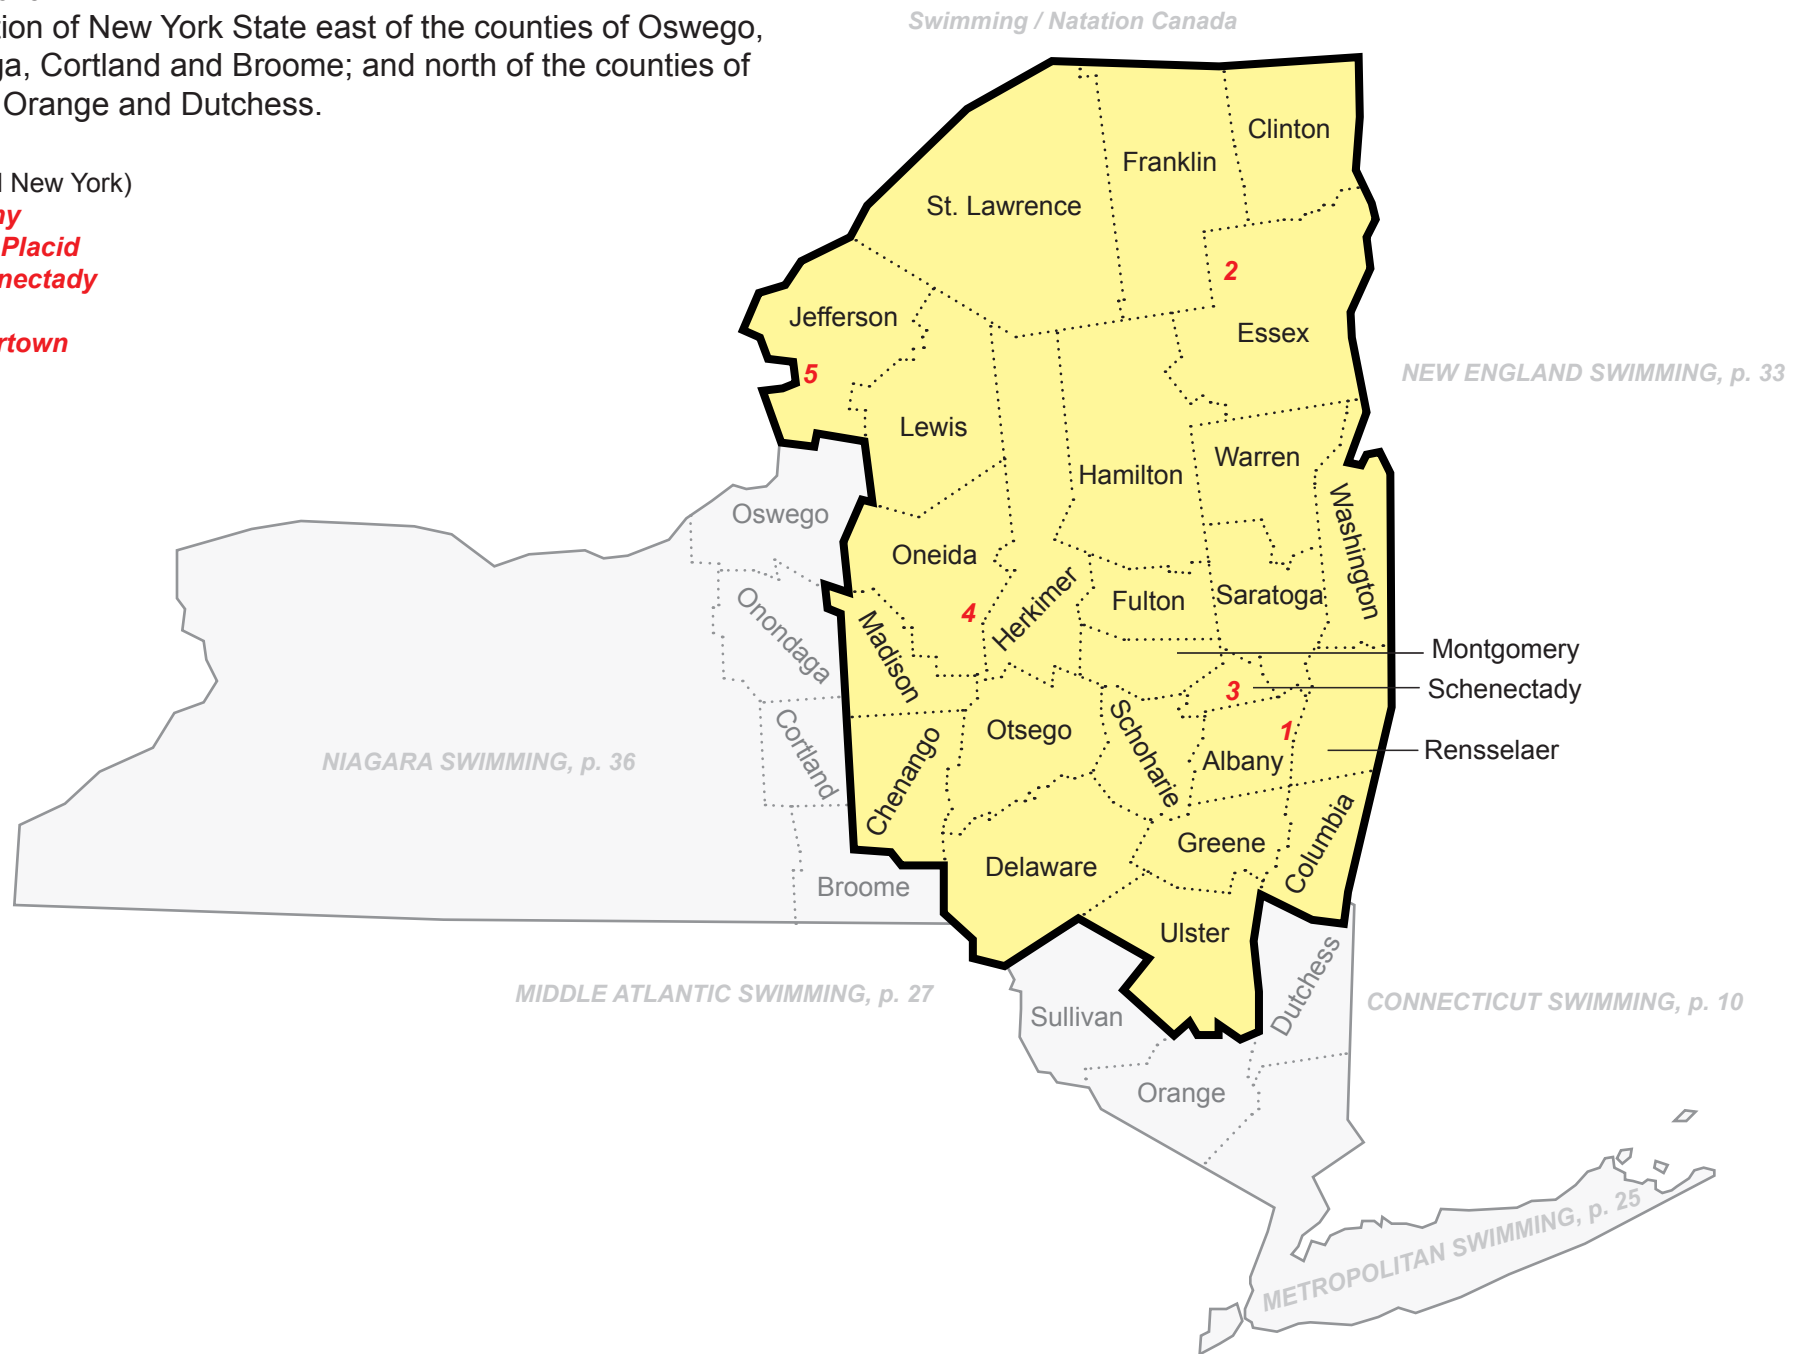 Swimming / Natation Canada
of New York State east of the counties of Oswego,
Cortland and Broome; and north of the counties of
Orange and Dutchess.
New York)
Placid
Clinton
Franklin
St. Lawrence
2
Jefferson
Essex
5
NEW ENGLAND SWIMMING, p. 33
Lewis
Warren
Hamilton
Washington
Oswego
Oneida
Herkimer
Fulton
Saratoga
4
Onondaga
Madison
Montgomery
3
Schenectady
Otsego
Schoharie
1
Albany
Rensselaer
Cortland
NIAGARA SWIMMING, p. 36
Chenango
Columbia
Greene
Delaware
Broome
Ulster
Dutchess
MIDDLE ATLANTIC SWIMMING, p. 27
CONNECTICUT SWIMMING, p. 10
Sullivan
Orange
METROPOLITAN SWIMMING, p. 25